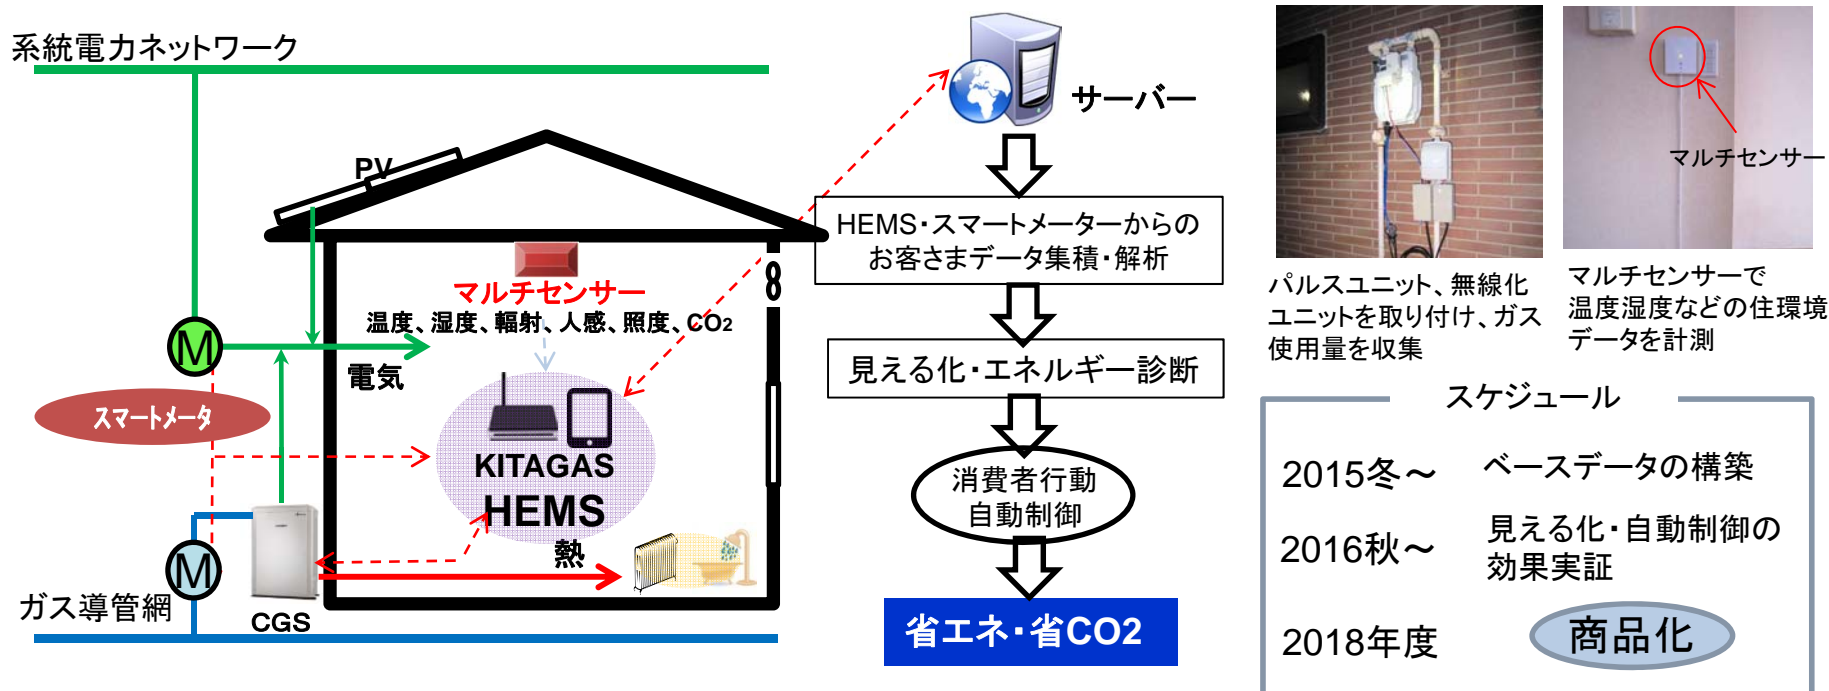 系統電力ネットワーク
PV
マルチセンサー
温度、湿度、輻射、人感、照度、CO2
M
電気
スマートメータ
KITAGAS
HEMS
熱
M
ガス導管網
CGS
サーバー
HEMS・スマートメーターからの
お客さまデータ集積・解析
見える化・エネルギー診断
消費者行動
自動制御
省エネ・省CO2
マルチセンサー
パルスユニット、無線化
ユニットを取り付け、ガス
使用量を収集
マルチセンサーで
温度湿度などの住環境
データを計測
スケジュール
2015冬～ ベースデータの構築
2016秋～ 見える化・自動制御の
効果実証
2018年度 商品化